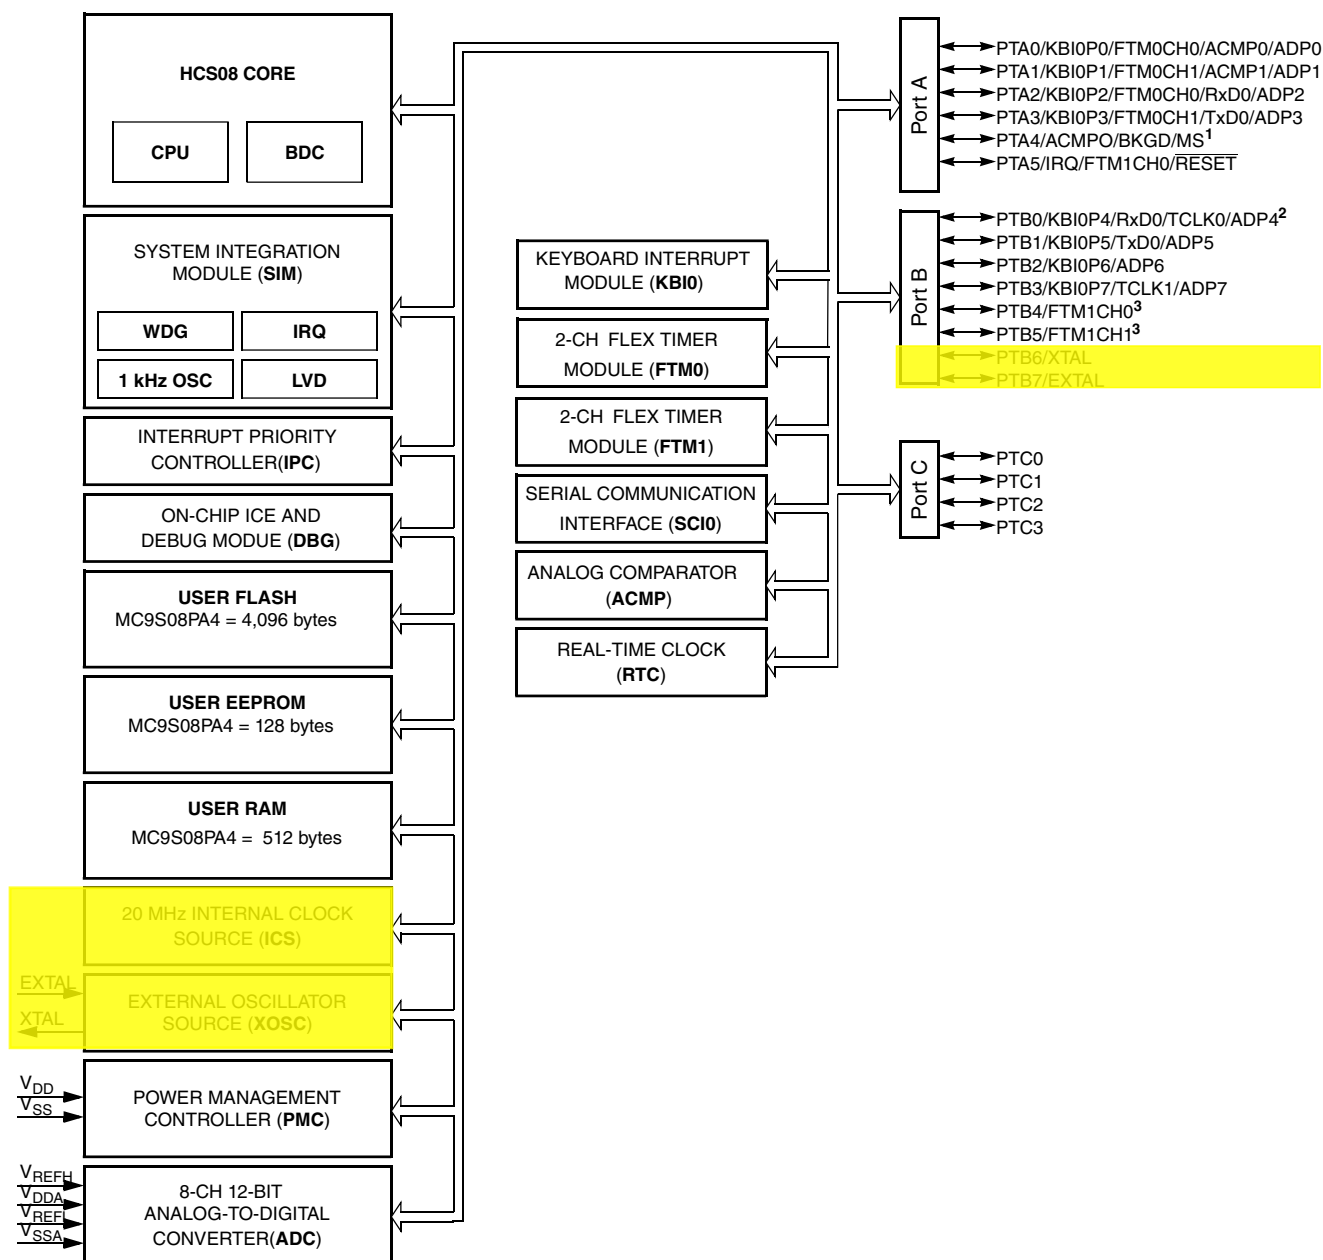 HCS08 CORE
CPU
BDC
SYSTEM INTEGRATION
MODULE (SIM)
WDG
IRQ
1 kHz OSC
LVD
INTERRUPT PRIORITY
CONTROLLER(IPC)
ON-CHIP ICE AND
DEBUG MODUE (DBG)
USER FLASH
MC9S08PA4 = 4,096 bytes
USER EEPROM
MC9S08PA4 = 128 bytes
USER RAM
MC9S08PA4 = 512 bytes
20 MHz INTERNAL CLOCK
SOURCE (ICS)
EXTAL
XTAL
EXTERNAL OSCILLATOR
SOURCE (XOSC)
VDD
VSS
POWER MANAGEMENT
CONTROLLER (PMC)
VREFH
VDDA
VREFL
VSSA
8-CH 12-BIT
ANALOG-TO-DIGITAL
CONVERTER(ADC)
KEYBOARD INTERRUPT
MODULE (KBI0)
2-CH FLEX TIMER
MODULE (FTM0)
2-CH FLEX TIMER
MODULE (FTM1)
SERIAL COMMUNICATION
INTERFACE (SCI0)
ANALOG COMPARATOR
(ACMP)
REAL-TIME CLOCK
(RTC)
Port A
PTA0/KBI0P0/FTM0CH0/ACMP0/ADP0
PTA1/KBI0P1/FTM0CH1/ACMP1/ADP1
PTA2/KBI0P2/FTM0CH0/RxD0/ADP2
PTA3/KBI0P3/FTM0CH1/TxD0/ADP3
PTA4/ACMPO/BKGD/MS1
PTA5/IRQ/FTM1CH0/RESET
Port B
PTB0/KBI0P4/RxD0/TCLK0/ADP42
PTB1/KBI0P5/TxD0/ADP5
PTB2/KBI0P6/ADP6
PTB3/KBI0P7/TCLK1/ADP7
PTB4/FTM1CH03
PTB5/FTM1CH13
PTB6/XTAL
PTB7/EXTAL
Port C
PTC0
PTC1
PTC2
PTC3